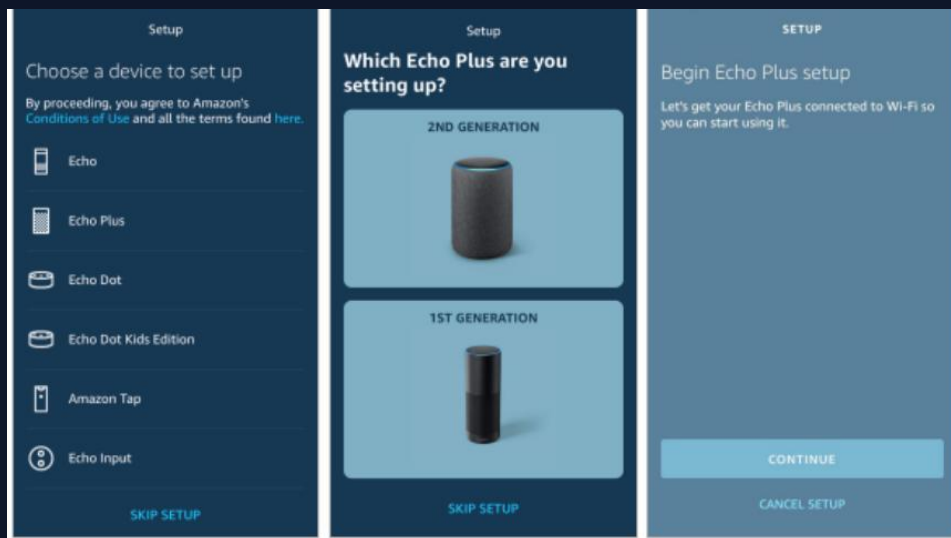 Setup
Choose a device to set up
By proceeding, you agree to Amazon's
Conditions of Use and all the terms found here.
Echo
Echo Plus
Echo Dot
Echo Dot Kids Edition
Amazon Tap
Echo Input
SKIP SETUP
Setup
Which Echo Plus are you
setting up?
2ND GENERATION
1ST GENERATION
SKIP SETUP
SETUP
Begin Echo Plus setup
Let's get your Echo Plus connected to Wi-Fi so
you can start using it.
CONTINUE
CANCEL SETUP